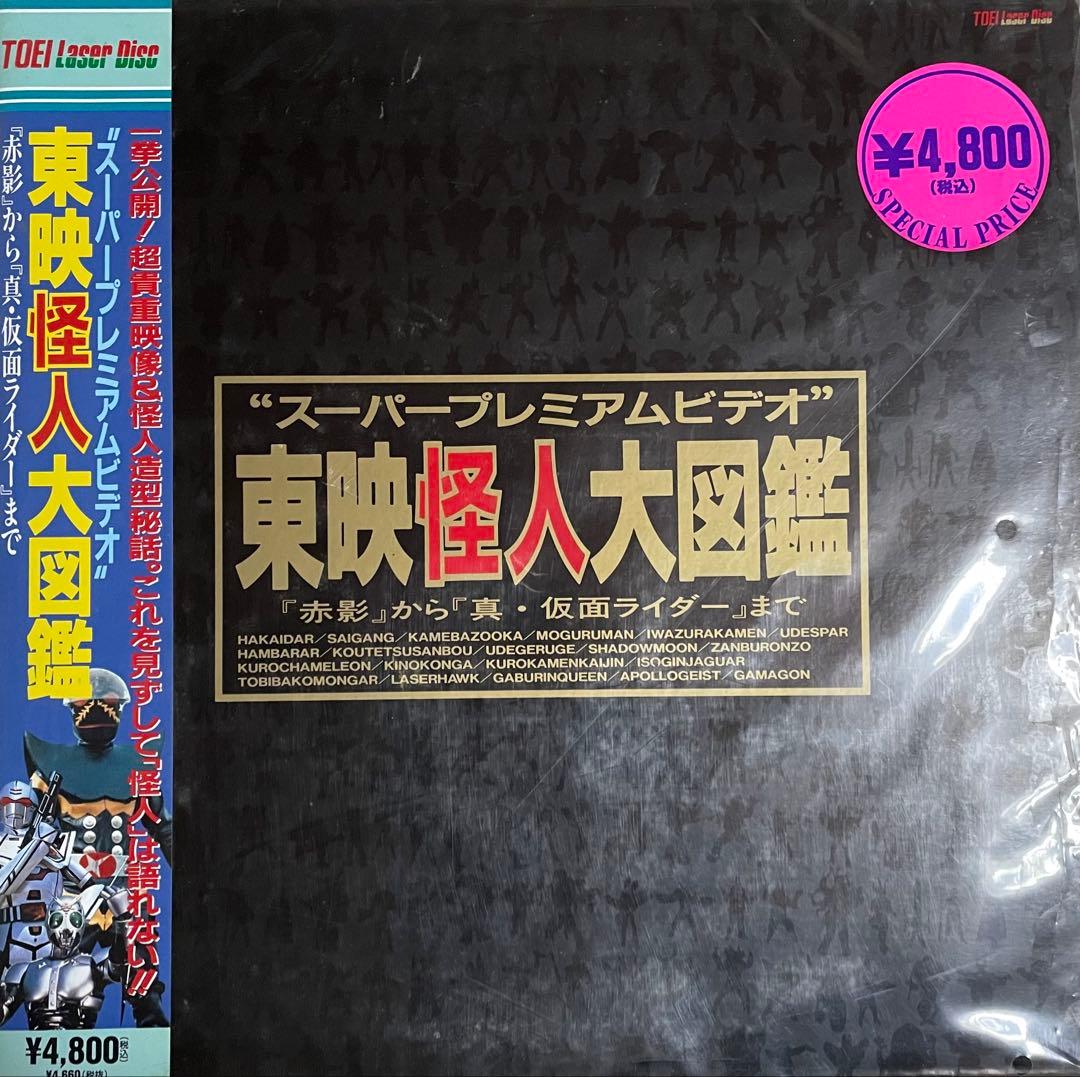 TOEI Laser Disc
一挙公開!超貴重映像&怪人造型秘話。これを見ずして「怪人」は語れない!!
“スーパープレミアムビデオ”
東映怪人大図鑑
『赤影』から『真・仮面ライダー』まで
¥4,800(税込)
¥4,660(税抜)
TOEI Laser Disc
¥4,800
(税込)
SPECIAL PRICE
“スーパープレミアムビデオ”
東映怪人大図鑑
『赤影』から『真・仮面ライダー』まで
HAKAIDAR/SAIGANG/KAMEBAZOOKA/MOGURUMAN/IWAZURAKAMEN/UDESPAR
HAMBARAR/KOUTETSUSANBOU/UDEGERUGE/SHADOWMOON/ZANBURONZO
KUROCHAMELEON/KINOKONGA/KUROKAMENKAIJIN/ISOGINJAGUAR
TOBIBAKOMONGAR/LASERHAWK/GABURINQUEEN/APOLLOGEIST/GAMAGON